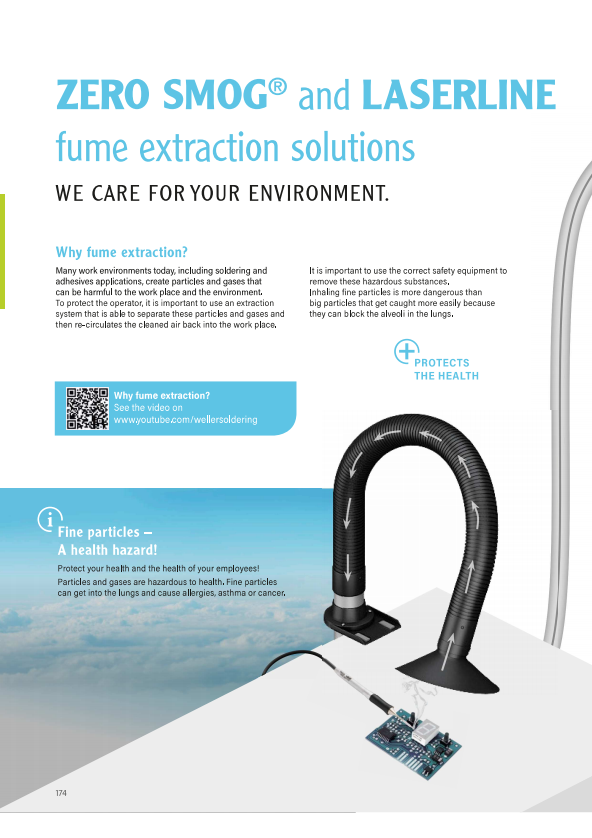 ZERO SMOG® and LASERLINE
fume extraction solutions
WE CARE FOR YOUR ENVIRONMENT.
Why fume extraction?
Many work environments today, including soldering and
adhesives applications, create particles and gases that
can be harmful to the work place and the environment.
To protect the operator, it is important to use an extraction
system that is able to separate these particles and gases and
then re-circulates the cleaned air back into the work place.
It is important to use the correct safety equipment to
remove these hazardous substances.
Inhaling fine particles is more dangerous than
big particles that get caught more easily because
they can block the alveoli in the lungs.
PROTECTS
THE HEALTH
Why fume extraction?
See the video on
www.youtube.com/wellersoldering
i
Fine particles –
A health hazard!
Protect your health and the health of your employees!
Particles and gases are hazardous to health. Fine particles
can get into the lungs and cause allergies, asthma or cancer.
174